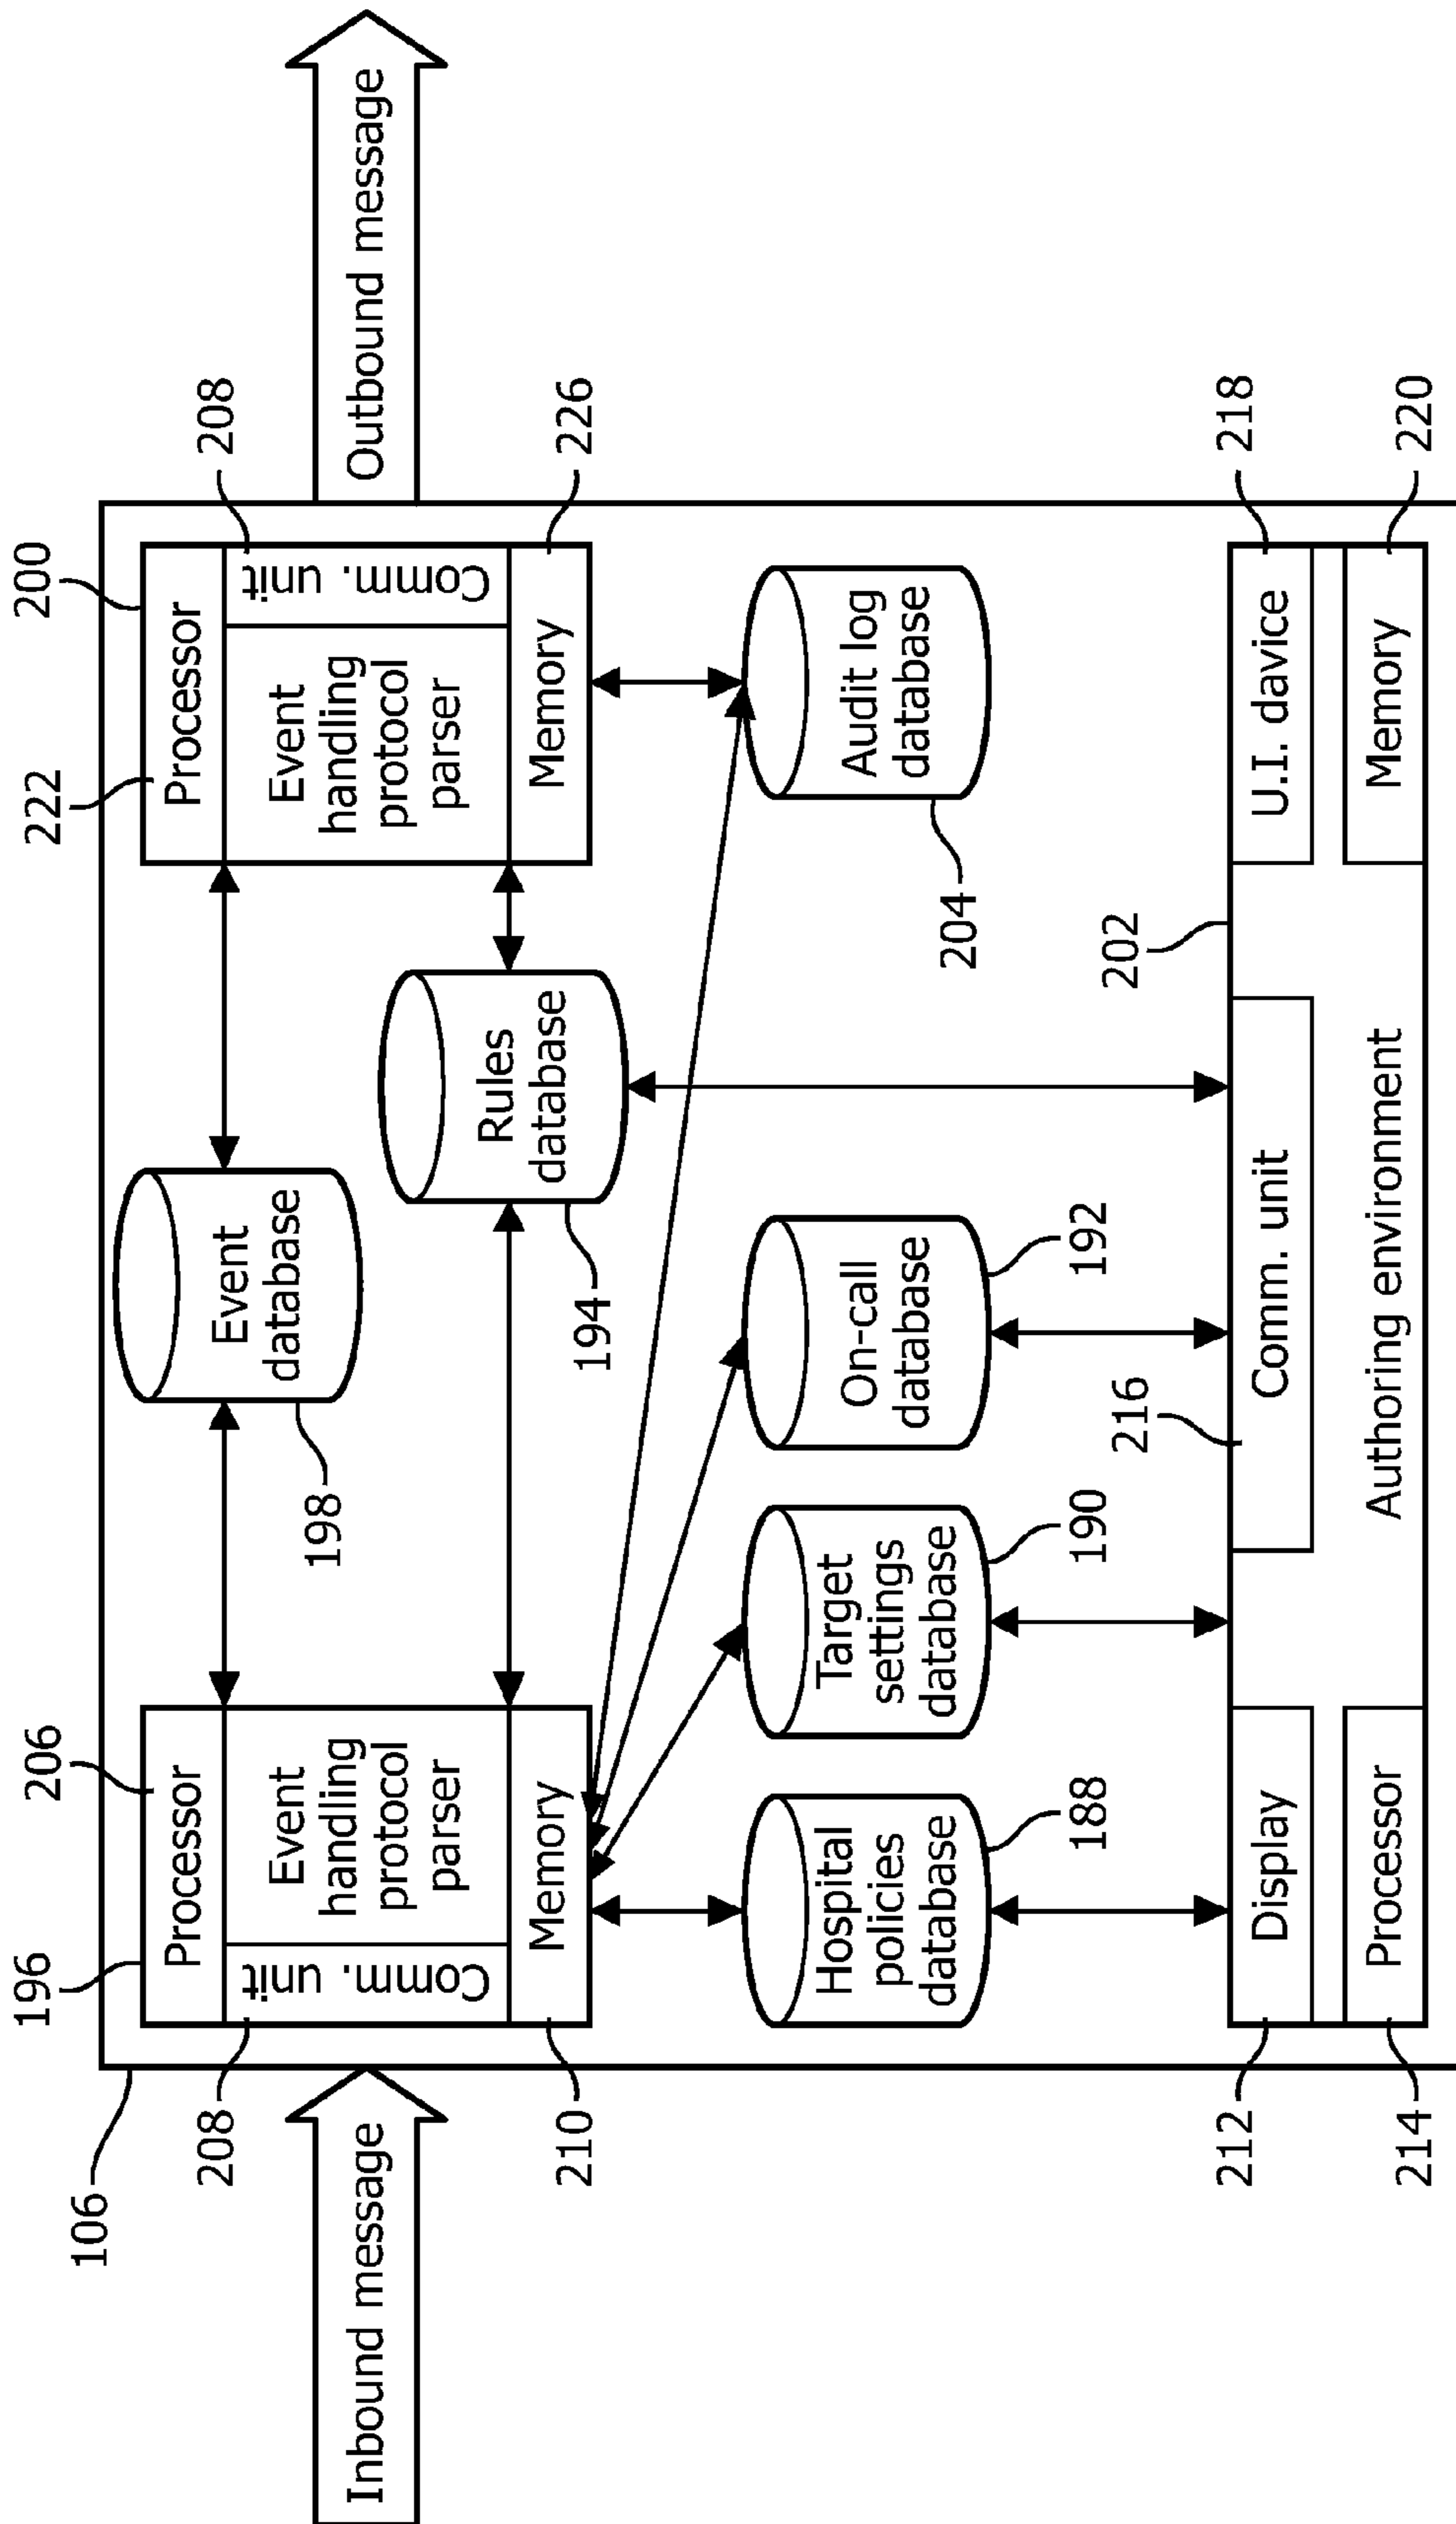 106
196
206
222
200
208
Inbound message
Processor
Comm. unit
Event
handling
protocol
parser
Memory
208
210
Event
database
198
Rules
database
194
Processor
Event
handling
protocol
parser
Comm. unit
Memory
226
Outbound message
Hospital
policies
database
188
Target
settings
database
190
On-call
database
192
Audit log
database
204
216
202
Display
212
Comm. unit
U.I. davice
218
Processor
214
Authoring environment
Memory
220